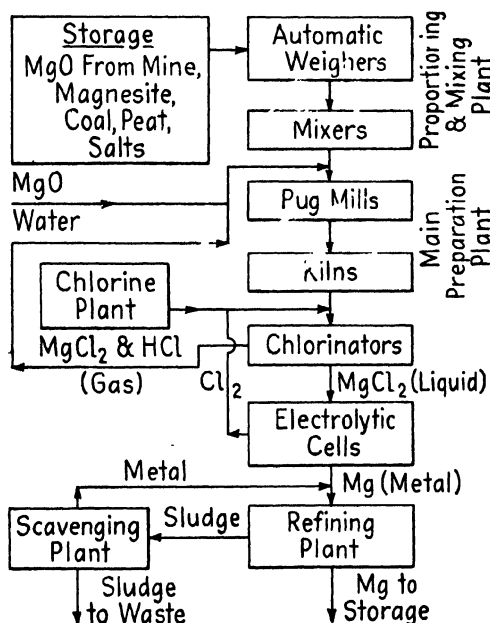 Storage
MgO From Mine,
Magnesite,
Coal, Peat,
Salts
Automatic
Weighers
Proportioning
& Mixing
Plant
Mixers
MgO
Water
Pug Mills
Main
Preparation
Plant
Kilns
Chlorine
Plant
MgCl₂ & HCl
(Gas)
Cl₂
Chlorinators
MgCl₂ (Liquid)
Electrolytic
Cells
Metal
Mg (Metal)
Scavenging
Plant
Sludge
Refining
Plant
Sludge
to Waste
Mg to
Storage